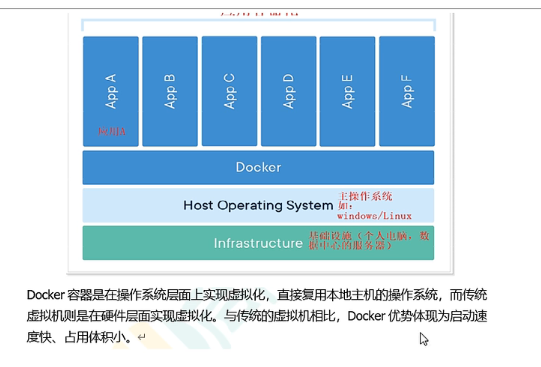 App A
App B
App C
App D
App E
App F
应用A
Docker
Host Operating System
主操作系统
如:
windows/Linux
Infrastructure
基础设施(个人电脑, 数
据中心的服务器)
Docker 容器是在操作系统层面上实现虚拟化，直接复用本地主机的操作系统，而传统
虚拟机则是在硬件层面实现虚拟化。与传统的虚拟机相比，Docker 优势体现为启动速
度快、占用体积小。